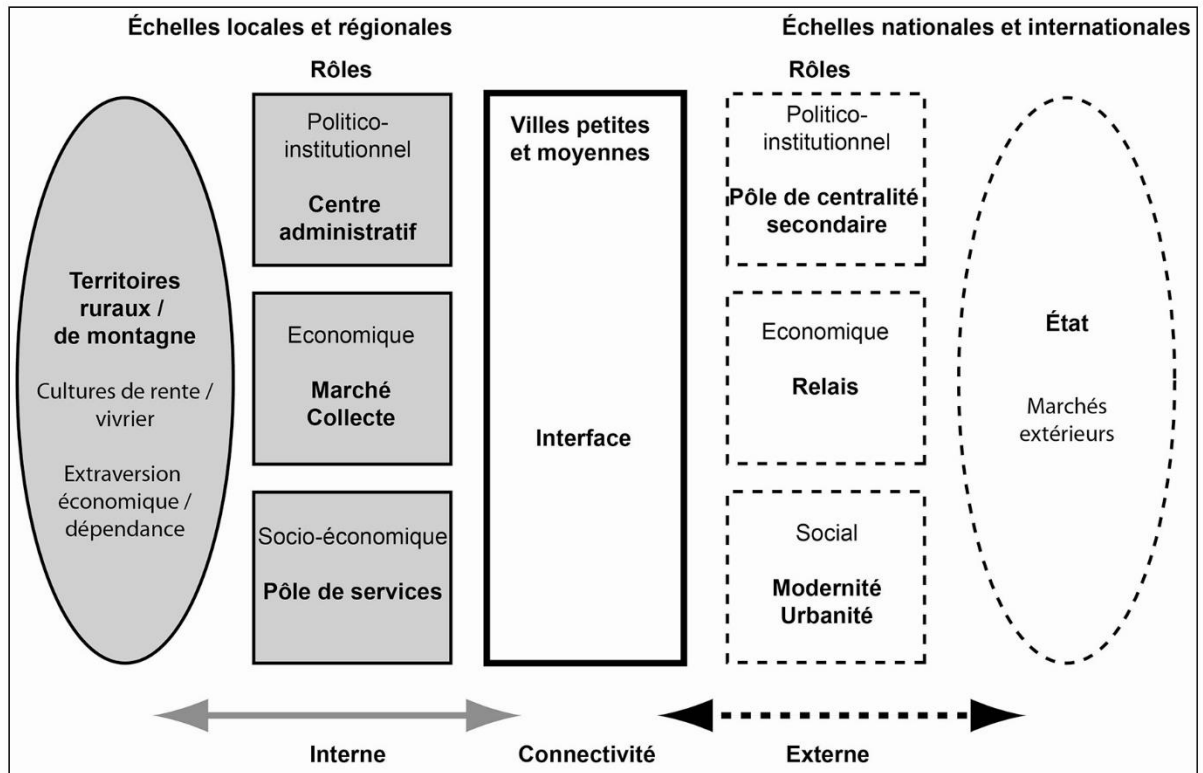 Échelles locales et régionales
Échelles nationales et internationales
Rôles
Rôles
Territoires
ruraux /
de montagne
Cultures de rente /
vivrier
Extraversion
économique /
dépendance
Politico-
institutionnel
Centre
administratif
Economique
Marché
Collecte
Socio-économique
Pôle de services
Villes petites
et moyennes
Interface
Politico-
institutionnel
Pôle de centralité
secondaire
Economique
Relais
Social
Modernité
Urbanité
État
Marchés
extérieurs
Interne
Connectivité
Externe